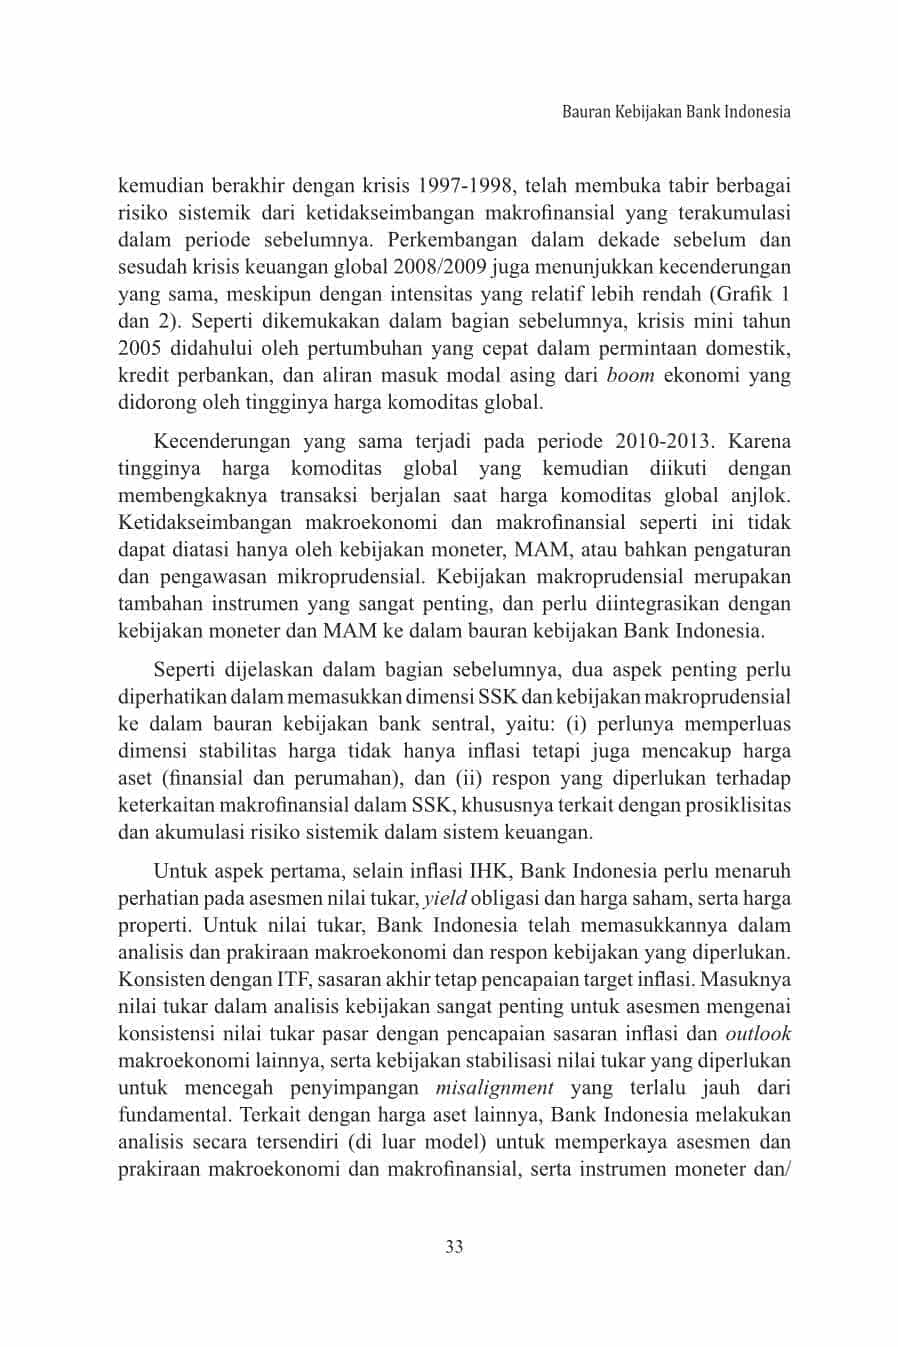 Bauran Kebijakan Bank Indonesia
kemudian berakhir dengan krisis 1997-1998, telah membuka tabir berbagai
risiko sistemik dari ketidakseimbangan makrofinansial yang terakumulasi
dalam periode sebelumnya. Perkembangan dalam dekade sebelum dan
sesudah krisis keuangan global 2008/2009 juga menunjukkan kecenderungan
yang sama, meskipun dengan intensitas yang relatif lebih rendah (Grafik 1
dan 2). Seperti dikemukakan dalam bagian sebelumnya, krisis mini tahun
2005 didahului oleh pertumbuhan yang cepat dalam permintaan domestik,
kredit perbankan, dan aliran masuk modal asing dari boom ekonomi yang
didorong oleh tingginya harga komoditas global.
Kecenderungan yang sama terjadi pada periode 2010-2013. Karena
tingginya harga komoditas global yang kemudian diikuti dengan
membengkaknya transaksi berjalan saat harga komoditas global anjlok.
Ketidakseimbangan makroekonomi dan makrofinansial seperti ini tidak
dapat diatasi hanya oleh kebijakan moneter, MAM, atau bahkan pengaturan
dan pengawasan mikroprudensial. Kebijakan makroprudensial merupakan
tambahan instrumen yang sangat penting, dan perlu diintegrasikan dengan
kebijakan moneter dan MAM ke dalam bauran kebijakan Bank Indonesia.
Seperti dijelaskan dalam bagian sebelumnya, dua aspek penting perlu
diperhatikan dalam memasukkan dimensi SSK dan kebijakan makroprudensial
ke dalam bauran kebijakan bank sentral, yaitu: (i) perlunya memperluas
dimensi stabilitas harga tidak hanya inflasi tetapi juga mencakup harga
aset (finansial dan perumahan), dan (ii) respon yang diperlukan terhadap
keterkaitan makrofinansial dalam SSK, khususnya terkait dengan prosiklisitas
dan akumulasi risiko sistemik dalam sistem keuangan.
Untuk aspek pertama, selain inflasi IHK, Bank Indonesia perlu menaruh
perhatian pada asesmen nilai tukar, yield obligasi dan harga saham, serta harga
properti. Untuk nilai tukar, Bank Indonesia telah memasukkannya dalam
analisis dan prakiraan makroekonomi dan respon kebijakan yang diperlukan.
Konsisten dengan ITF, sasaran akhir tetap pencapaian target inflasi. Masuknya
nilai tukar dalam analisis kebijakan sangat penting untuk asesmen mengenai
konsistensi nilai tukar pasar dengan pencapaian sasaran inflasi dan outlook
makroekonomi lainnya, serta kebijakan stabilisasi nilai tukar yang diperlukan
untuk mencegah penyimpangan misalignment yang terlalu jauh dari
fundamental. Terkait dengan harga aset lainnya, Bank Indonesia melakukan
analisis secara tersendiri (di luar model) untuk memperkaya asesmen dan
prakiraan makroekonomi dan makrofinansial, serta instrumen moneter dan/
33